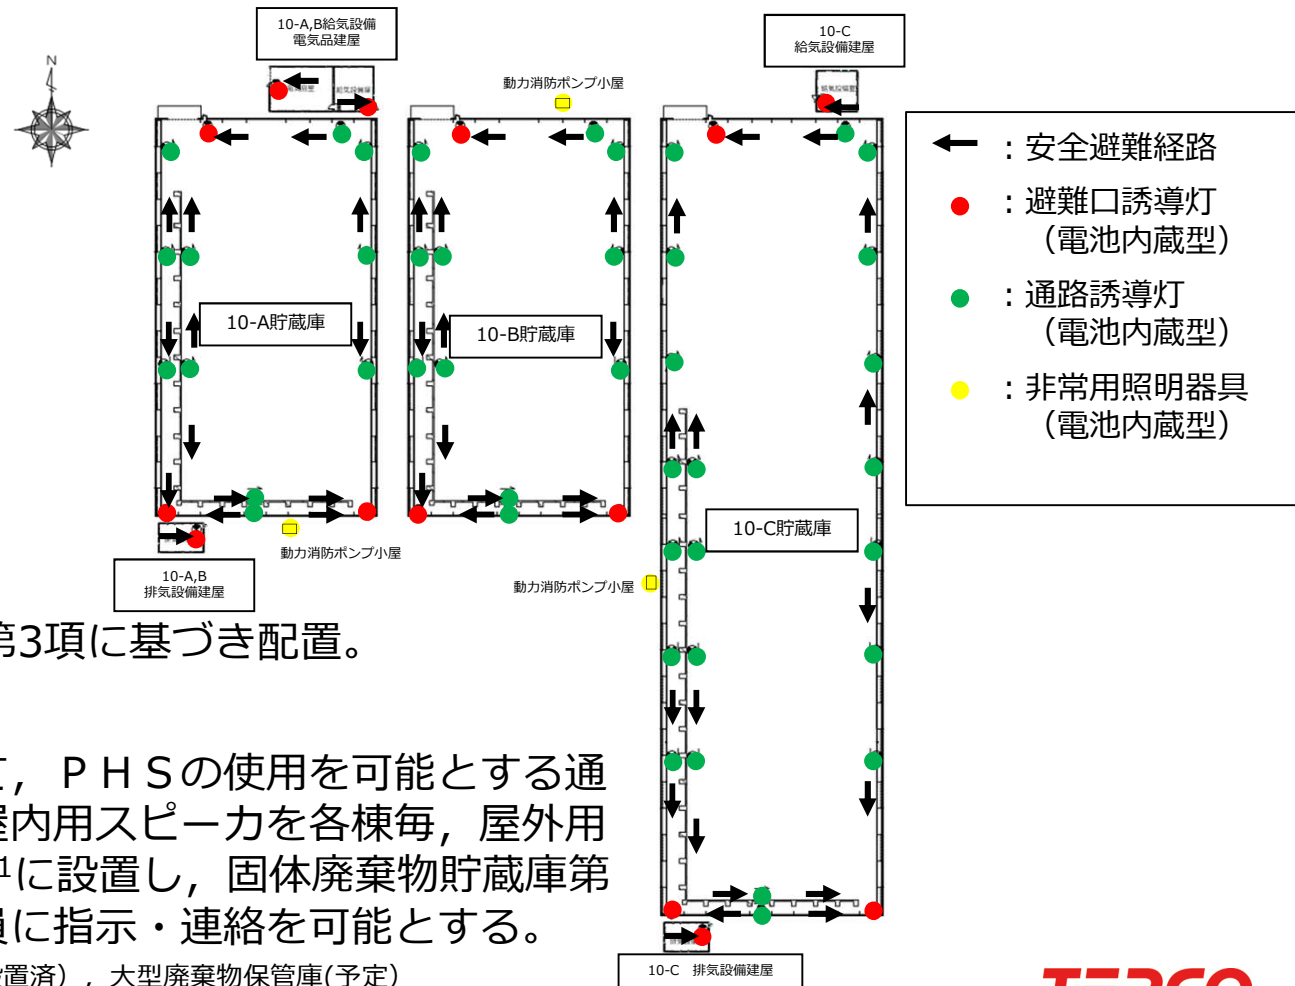 10-A,B給気設備
電気品建屋
10-C
給気設備建屋
N
動力消防ポンプ小屋
：安全避難経路
：避難口誘導灯
（電池内蔵型）
：通路誘導灯
（電池内蔵型）
：非常用照明器具
（電池内蔵型）
10-A貯蔵庫
10-B貯蔵庫
10-C貯蔵庫
動力消防ポンプ小屋
動力消防ポンプ小屋
10-A,B
排気設備建屋
第3項に基づき配置。
て，ＰＨＳの使用を可能とする通
屋内用スピーカを各棟毎，屋外用
1に設置し，固体廃棄物貯蔵庫第
員に指示・連絡を可能とする。
設置済），大型廃棄物保管庫(予定)
10-C 排気設備建屋
TEPCO